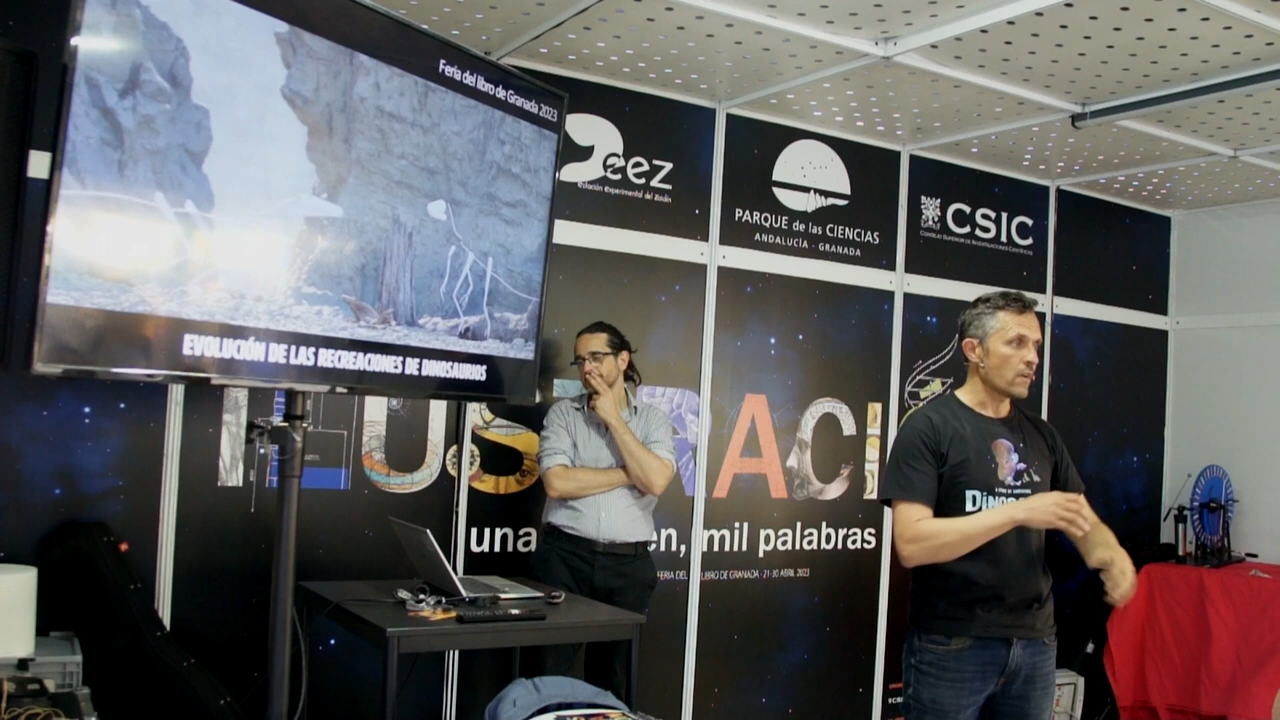 Feria del libro de Granada 2023
EVOLUCIÓN DE LAS RECREACIONES DE DINOSAURIOS
eez
Estación Experimental del Zaidín
PARQUE de las CIENCIAS
ANDALUCÍA · GRANADA
CSIC
CONSEJO SUPERIOR DE INVESTIGACIONES CIENTÍFICAS
ILUSTRACI
una en, mil palabras
FERIA DEL LIBRO DE GRANADA · 21-30 ABRIL 2023
DINO